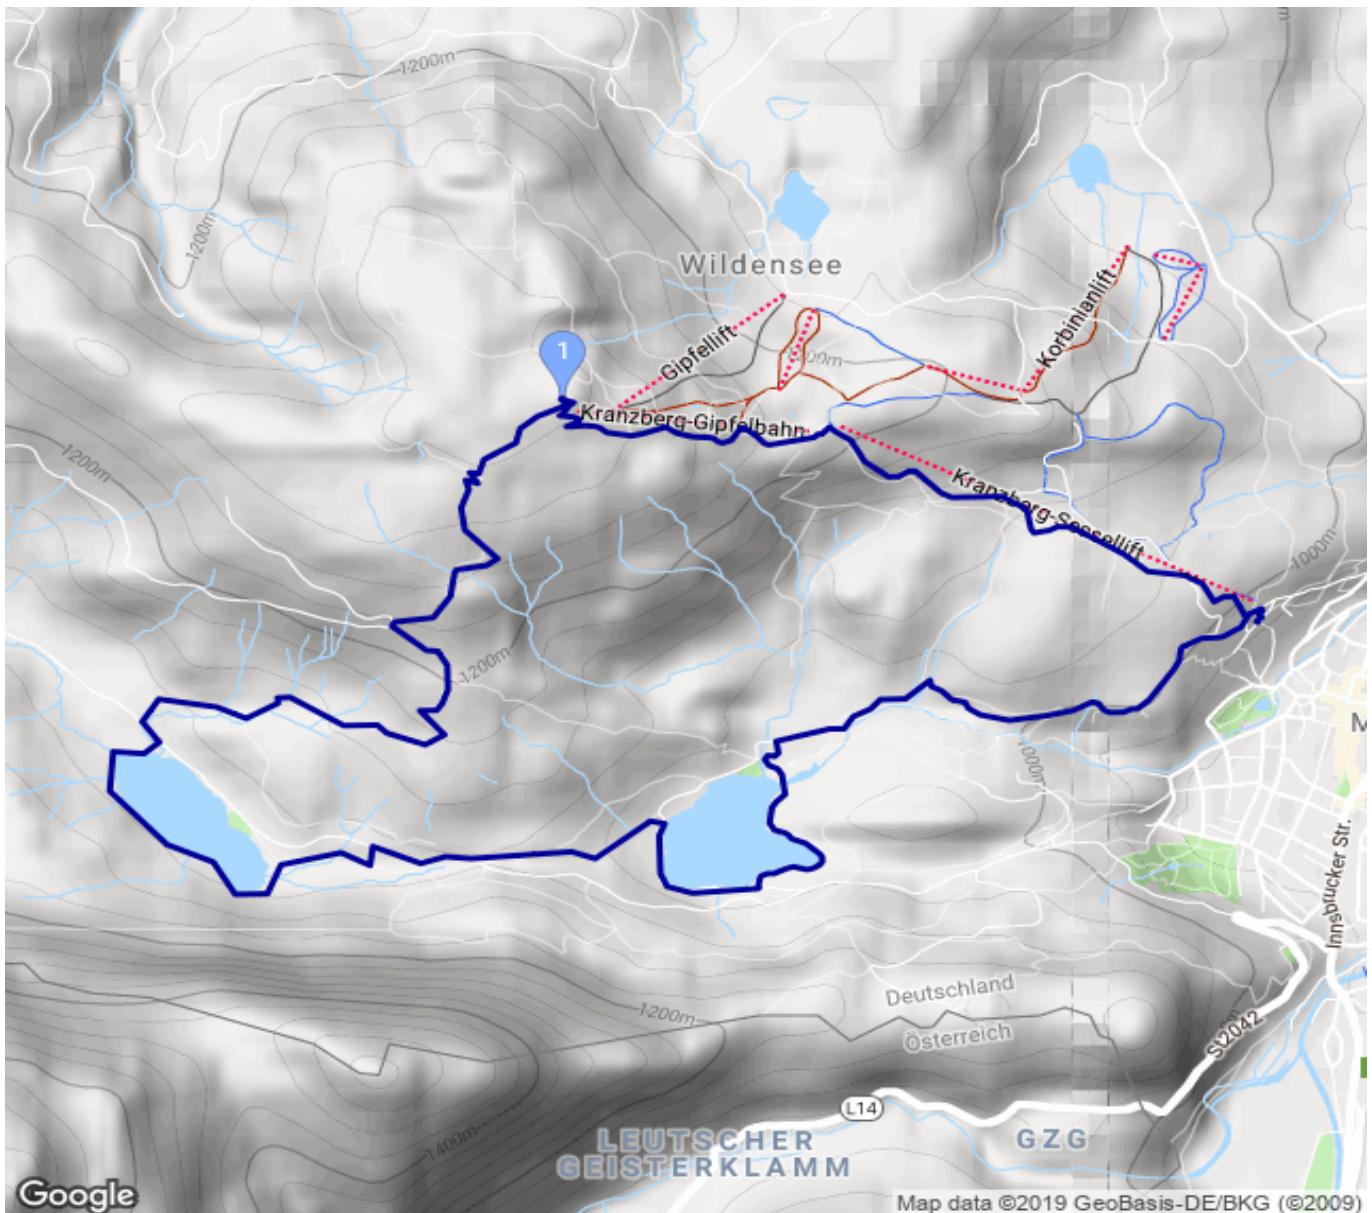 1200m
1200m
Wildensee
Korbinianlift
Gipfellift
1
1200m
Kranzberg-Gipfelbahn
1200m
Kranzberg-Sessellift
1000m
1200m
M
1000m
Innsbrucker Str.
Deutschland
1200m
Österreich
St2042
L14
1400m
LEUTSCHER
GEISTERKLAMM
GZG
Google
Map data ©2019 GeoBasis-DE/BKG (©2009)